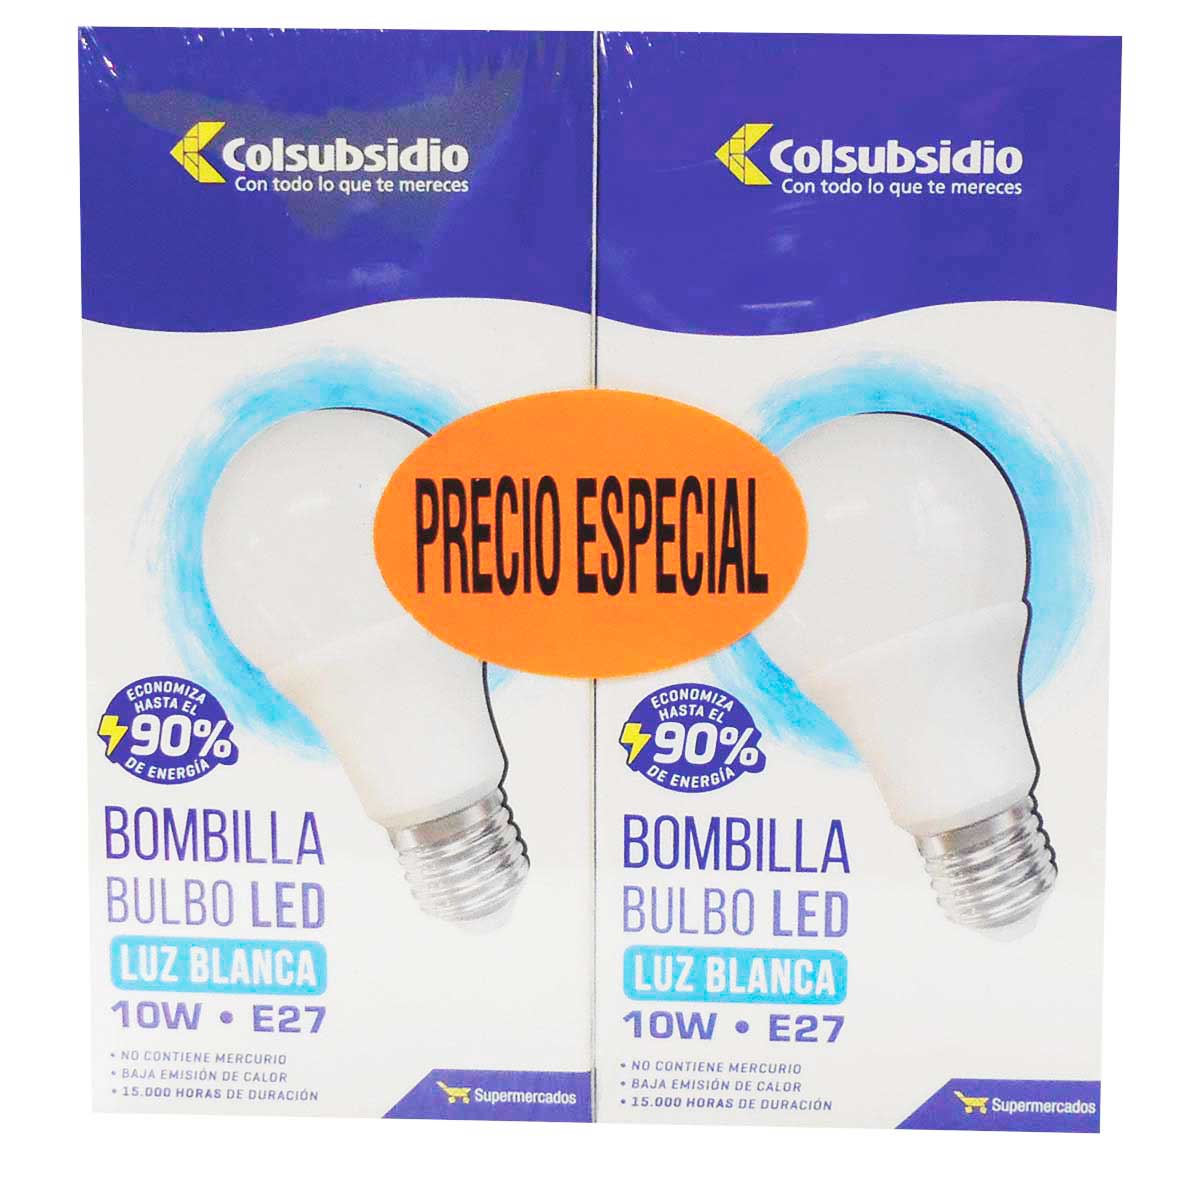 Colsubsidio
Con todo lo que te mereces
ECONOMIZA
HASTA EL
90%
DE ENERGÍA
BOMBILLA
BULBO LED
LUZ BLANCA
10W • E27
• NO CONTIENE MERCURIO
• BAJA EMISIÓN DE CALOR
• 15.000 HORAS DE DURACIÓN
Supermercados
PRECIO ESPECIAL
Colsubsidio
Con todo lo que te mereces
ECONOMIZA
HASTA EL
90%
DE ENERGÍA
BOMBILLA
BULBO LED
LUZ BLANCA
10W • E27
• NO CONTIENE MERCURIO
• BAJA EMISIÓN DE CALOR
• 15.000 HORAS DE DURACIÓN
Supermercados